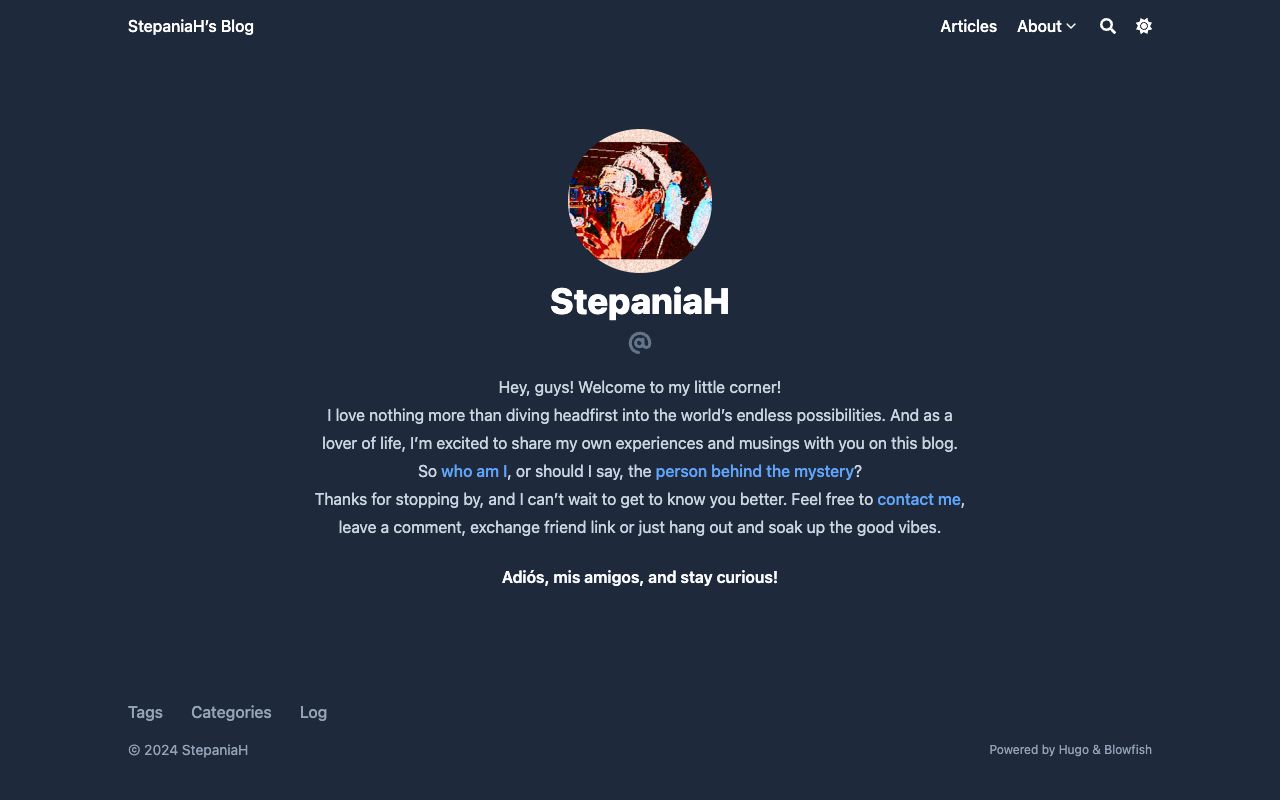 StepaniaH’s Blog
Articles
About
StepaniaH
@
Hey, guys! Welcome to my little corner!
I love nothing more than diving headfirst into the world’s endless possibilities. And as a
lover of life, I’m excited to share my own experiences and musings with you on this blog.
So who am I, or should I say, the person behind the mystery?
Thanks for stopping by, and I can’t wait to get to know you better. Feel free to contact me,
leave a comment, exchange friend link or just hang out and soak up the good vibes.
Adiós, mis amigos, and stay curious!
Tags
Categories
Log
© 2024 StepaniaH
Powered by Hugo & Blowfish